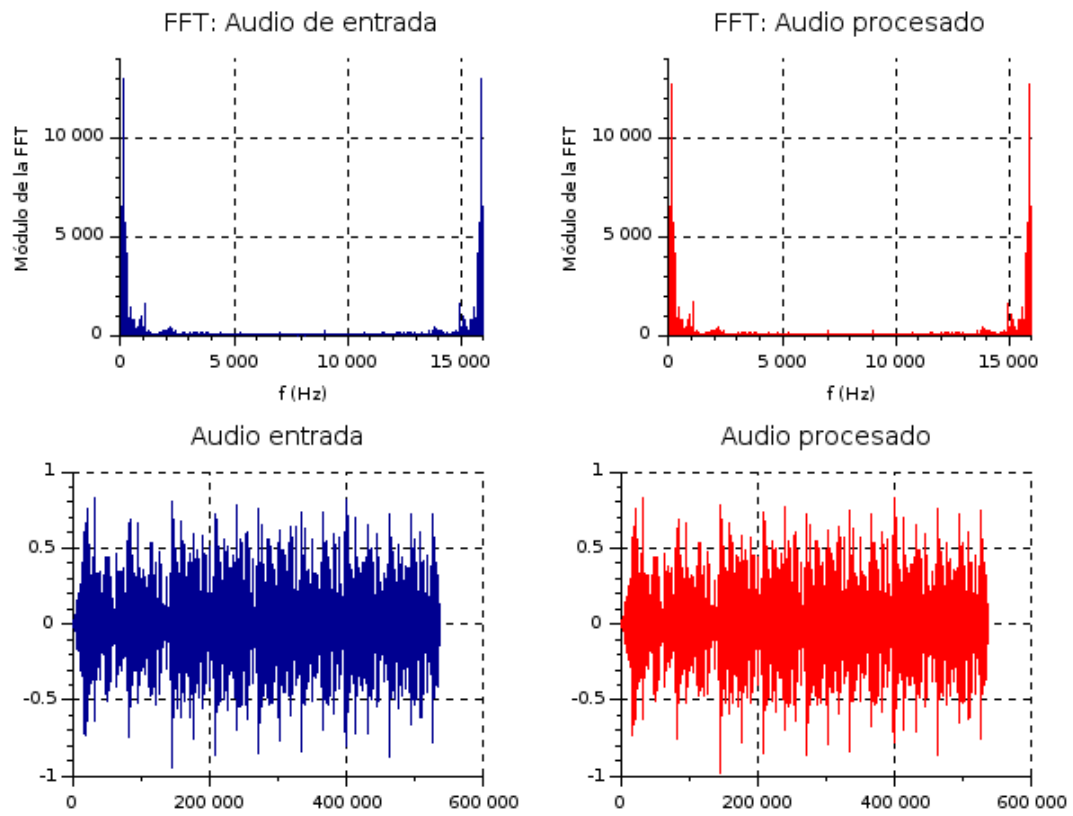 FFT: Audio de entrada
Módulo de la FFT
10 000
5 000
0
0 5 000 10 000 15 000
f (Hz)
FFT: Audio procesado
Módulo de la FFT
10 000
5 000
0
0 5 000 10 000 15 000
f (Hz)
Audio entrada
1
0.5
0
-0.5
-1
0 200 000 400 000 600 000
Audio procesado
1
0.5
0
-0.5
-1
0 200 000 400 000 600 000